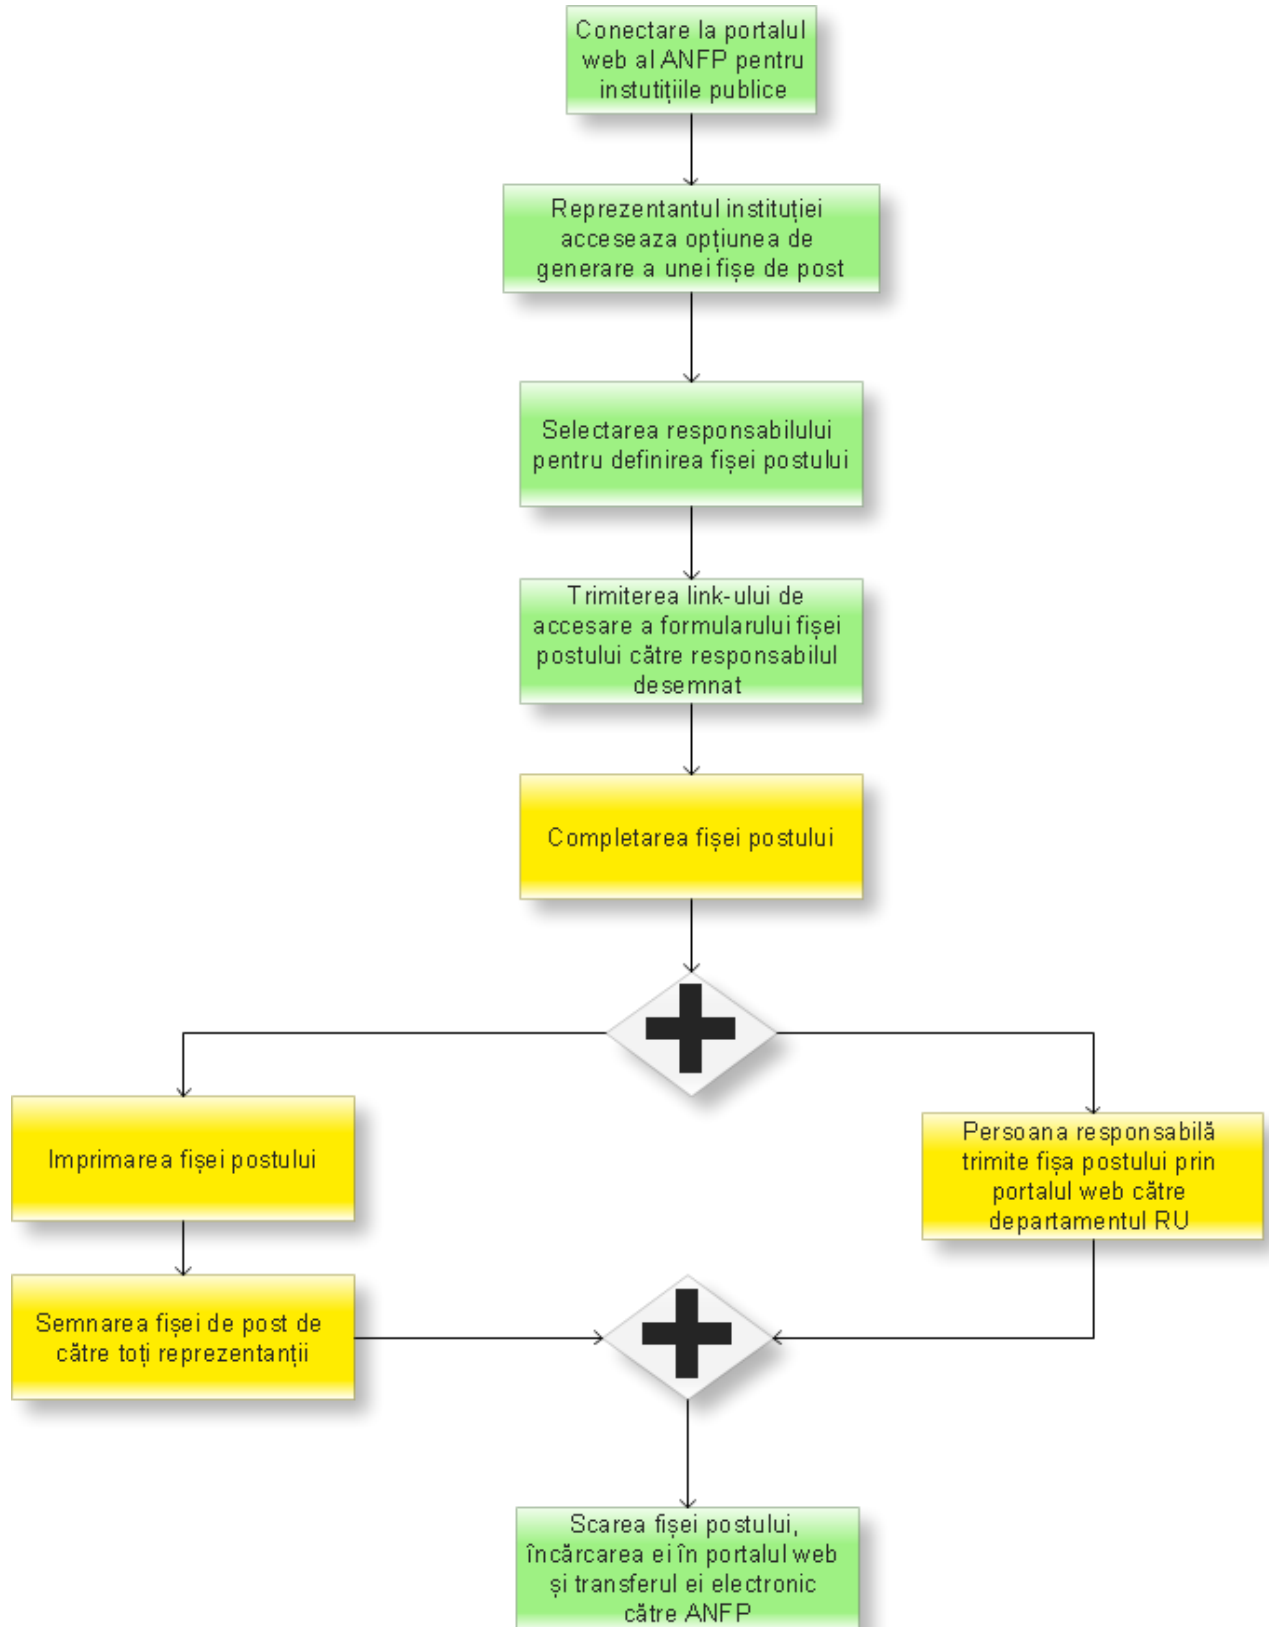 Conectare la portalul
web al ANFP pentru
instutițiile publice
Reprezentantul instituției
acceseaza opțiunea de
generare a unei fișe de post
Selectarea responsabilului
pentru definirea fișei postului
Trimiterea link-ului de
accesare a formularului fișei
postului către responsabilul
desemnat
Completarea fișei postului
Imprimarea fișei postului
Persoana responsabilă
trimite fișa postului prin
portalul web către
departamentul RU
Semnarea fișei de post de
către toți reprezentanții
Scarea fișei postului,
încărcarea ei în portalul web
și transferul ei electronic
către ANFP